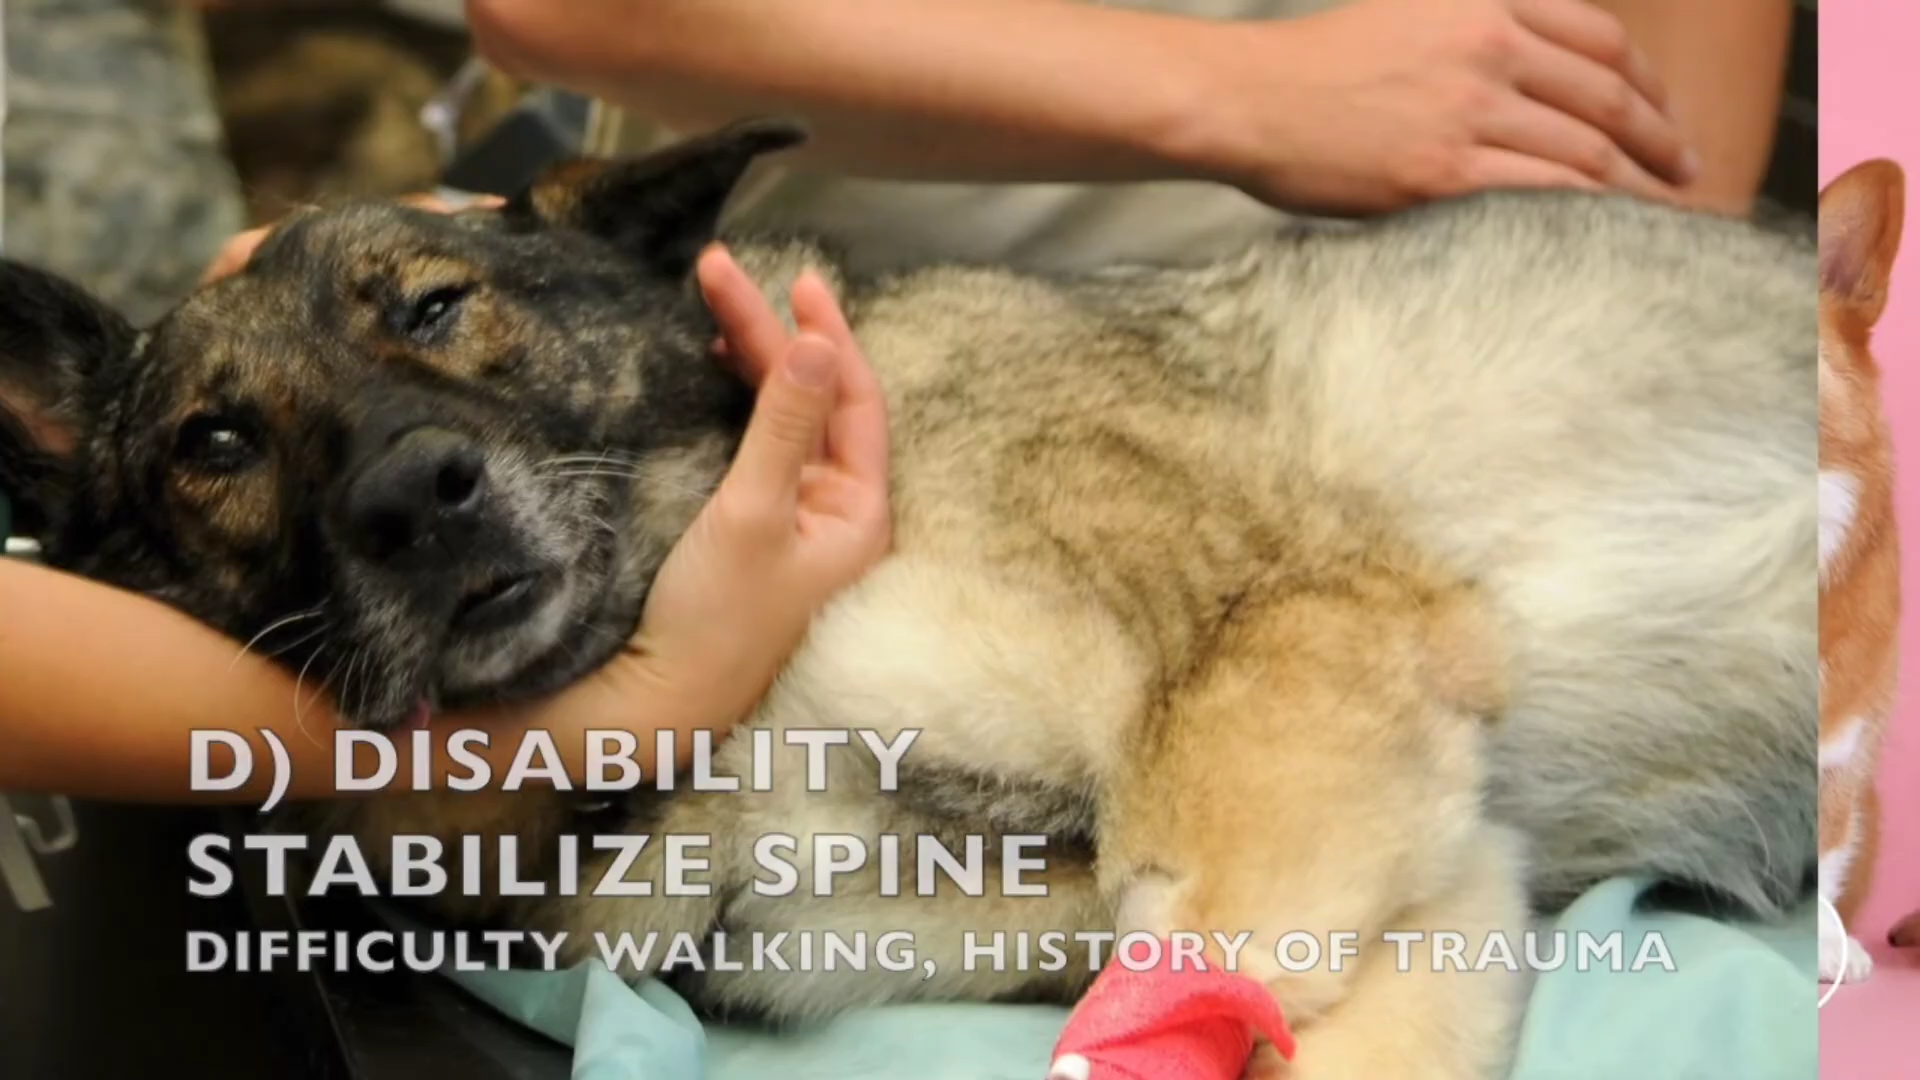 D) DISABILITY
STABILIZE SPINE
DIFFICULTY WALKING, HISTORY OF TRAUMA